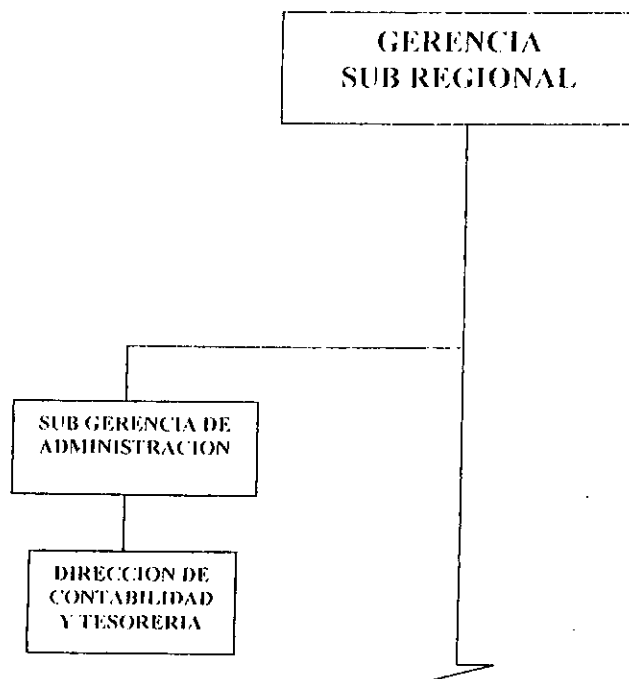 GERENCIA
SUB REGIONAL
SUB GERENCIA DE
ADMINISTRACION
DIRECCION DE
CONTABILIDAD
Y TESORERIA